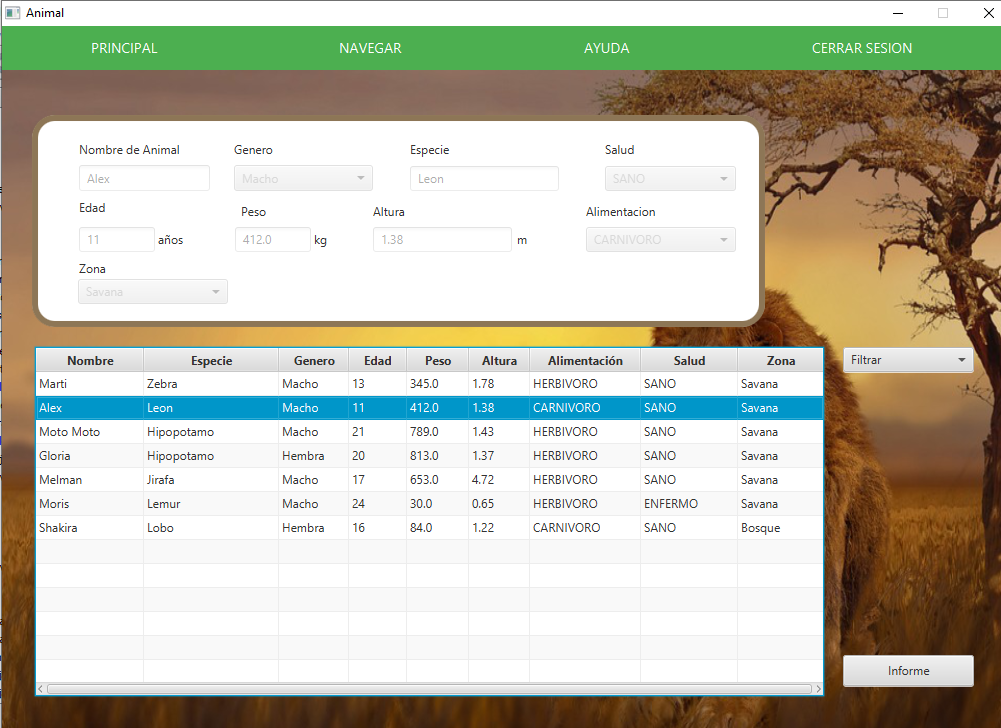 Animal
PRINCIPAL NAVEGAR AYUDA CERRAR SESION
Nombre de Animal Genero Especie Salud
Alex Macho Leon SANO
Edad Peso Altura Alimentacion
11 años 412.0 kg 1.38 m CARNIVORO
Zona
Savana
Nombre Especie Genero Edad Peso Altura Alimentación Salud Zona Filtrar
Marti Zebra Macho 13 345.0 1.78 HERBIVORO SANO Savana
Alex Leon Macho 11 412.0 1.38 CARNIVORO SANO Savana
Moto Moto Hipopotamo Macho 21 789.0 1.43 HERBIVORO SANO Savana
Gloria Hipopotamo Hembra 20 813.0 1.37 HERBIVORO SANO Savana
Melman Jirafa Macho 17 653.0 4.72 HERBIVORO SANO Savana
Moris Lemur Macho 24 30.0 0.65 HERBIVORO ENFERMO Savana
Shakira Lobo Hembra 16 84.0 1.22 CARNIVORO SANO Bosque
Informe